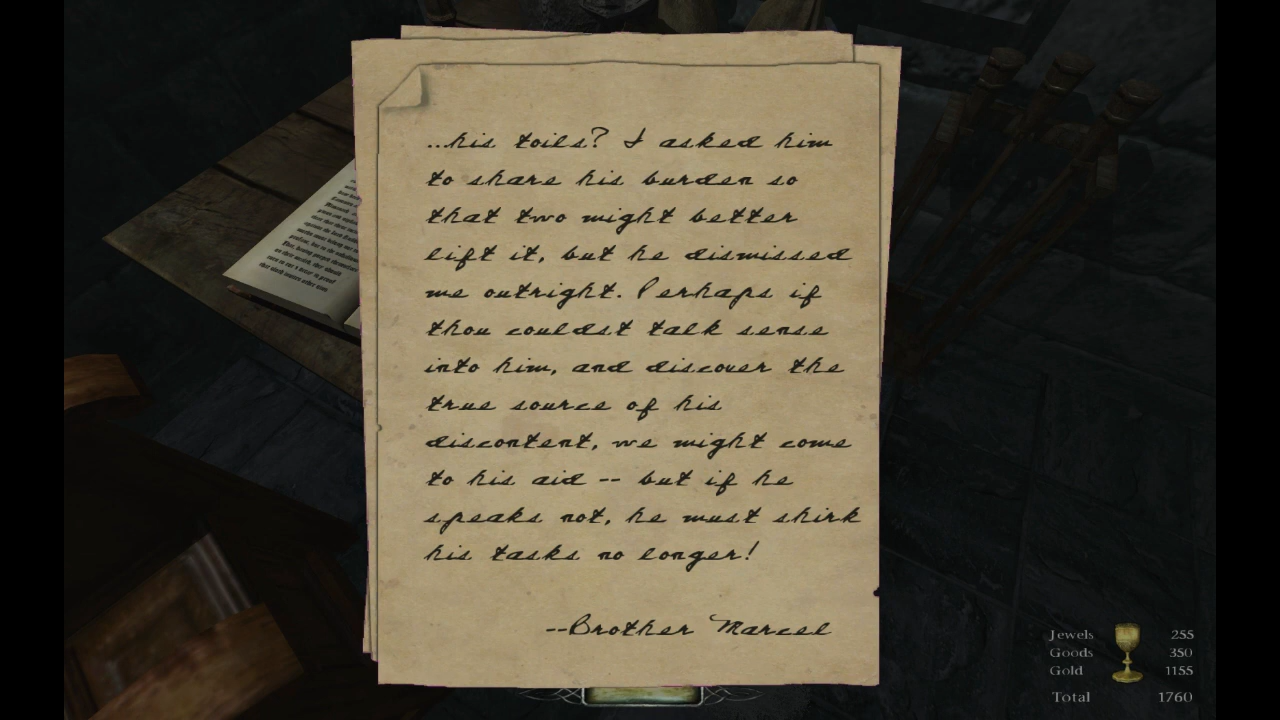 ...his toils? I asked him
to share his burden so
that two might better
lift it, but he dismissed
me outright. Perhaps if
thou couldst talk sense
into him, and discover the
true source of his
discontent, we might come
to his aid -- but if he
speaks not, he must shirk
his tasks no longer!
--Brother Marcel
Jewels 255
Goods 350
Gold 1155
Total 1760